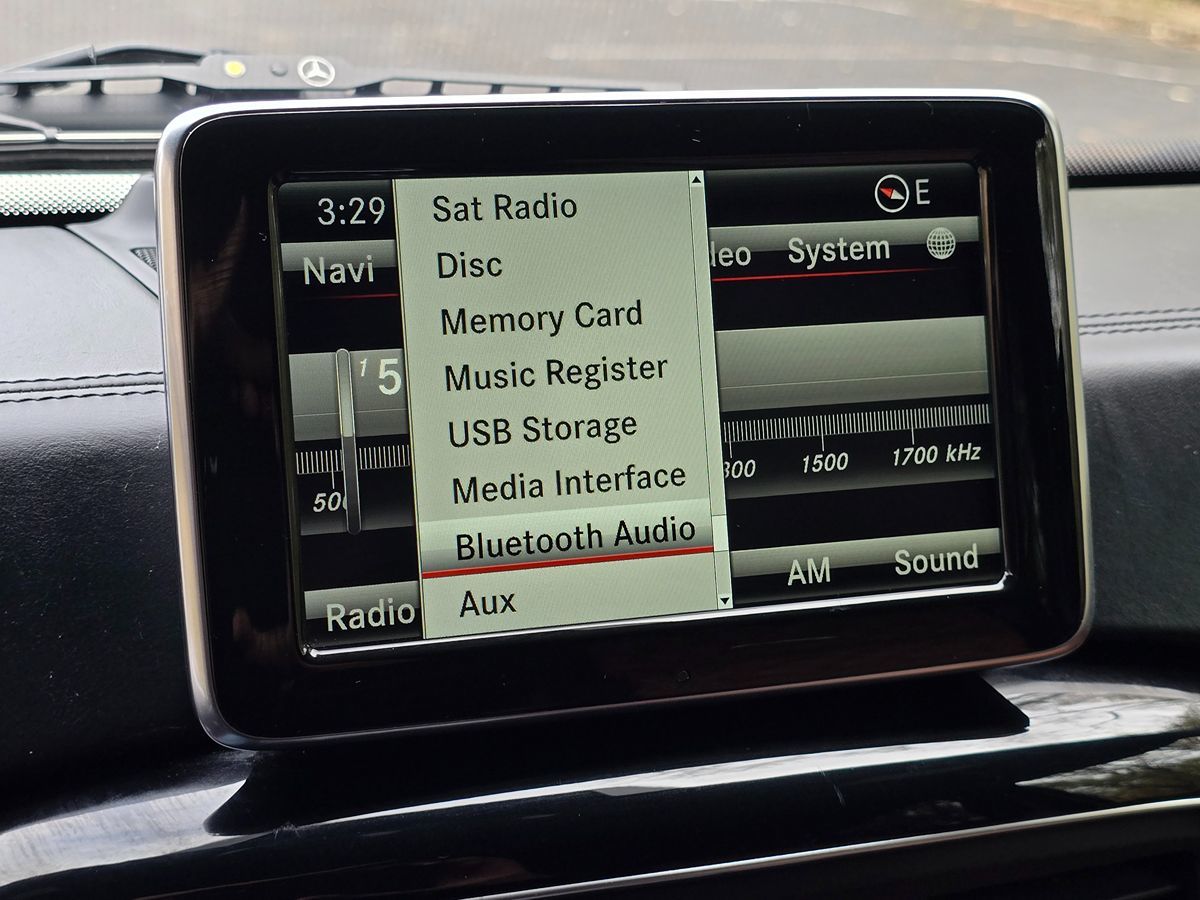 3:29
E
Navi
System
Sat Radio
Disc
Memory Card
Music Register
USB Storage
Media Interface
Bluetooth Audio
Aux
1500
1700 kHz
Radio
AM
Sound